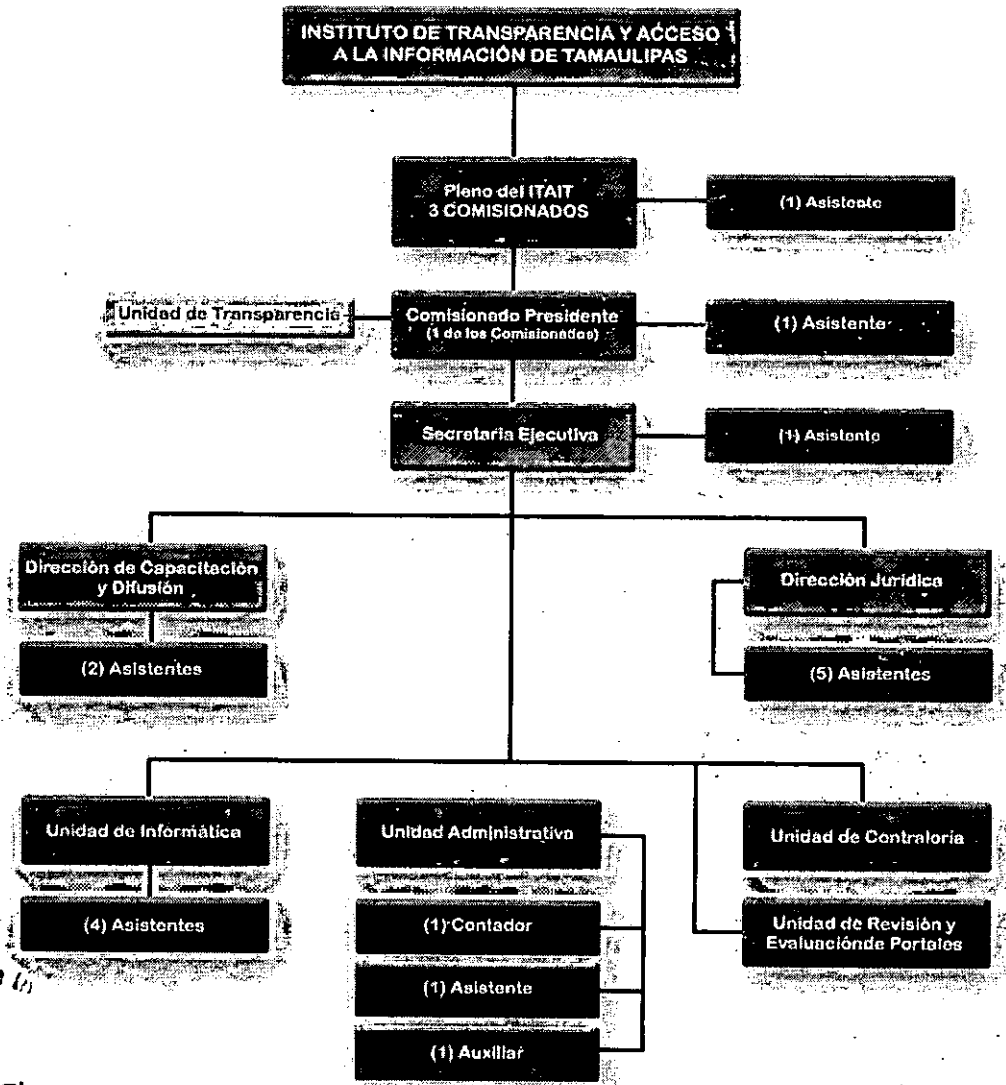 INSTITUTO DE TRANSPARENCIA Y ACCESO
A LA INFORMACIÓN DE TAMAULIPAS
Pleno del ITAIT
3 COMISIONADOS
(1) Asistente
Unidad de Transparencia
Comisionado Presidente
(1 de los Comisionados)
(1) Asistente
Secretaria Ejecutiva
(1) Asistente
Dirección de Capacitación
y Difusión
Dirección Jurídica
(2) Asistentes
(5) Asistentes
Unidad de Informática
Unidad Administrativa
Unidad de Contraloría
(4) Asistentes
(1) Contador
Unidad de Revisión y
Evaluaciónde Portales
(1) Asistente
(1) Auxiliar